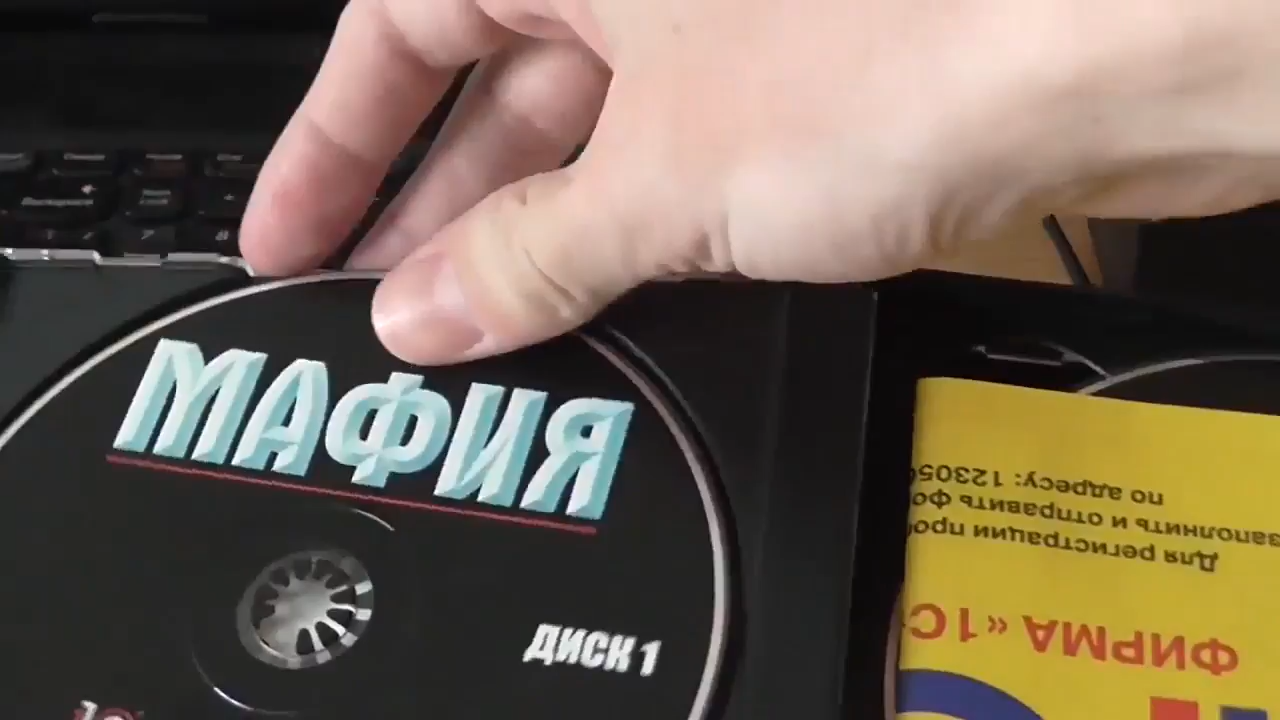 МАФИЯ
ДИСК 1
ФИРМА «1С
Для регистрации
заполнить и отправить
по адресу: 12305